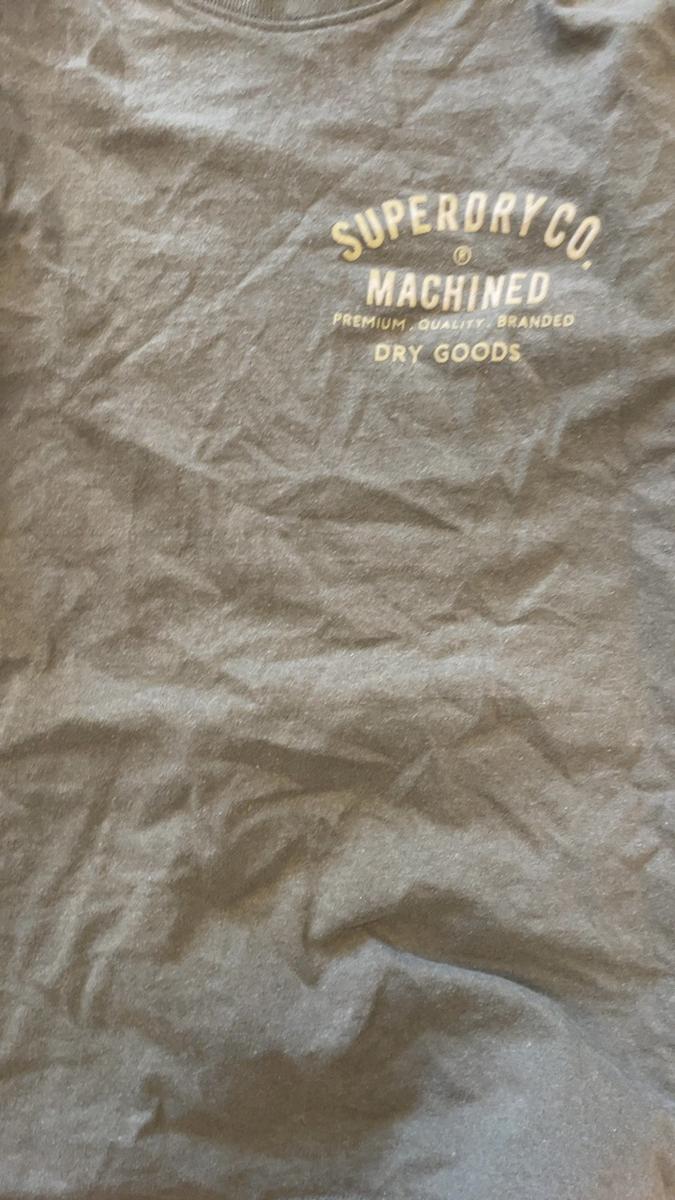 SUPERDRY CO.
®
MACHINED
PREMIUM . QUALITY . BRANDED
DRY GOODS